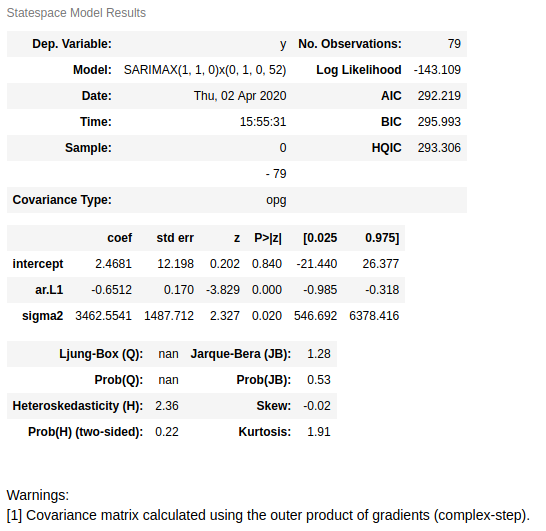 Statespace Model Results
Dep. Variable: y No. Observations: 79
Model: SARIMAX(1, 1, 0)x(0, 1, 0, 52) Log Likelihood -143.109
Date: Thu, 02 Apr 2020 AIC 292.219
Time: 15:55:31 BIC 295.993
Sample: 0 HQIC 293.306
- 79
Covariance Type: opg
coef std err z P>|z| [0.025 0.975]
intercept 2.4681 12.198 0.202 0.840 -21.440 26.377
ar.L1 -0.6512 0.170 -3.829 0.000 -0.985 -0.318
sigma2 3462.5541 1487.712 2.327 0.020 546.692 6378.416
Ljung-Box (Q): nan Jarque-Bera (JB): 1.28
Prob(Q): nan Prob(JB): 0.53
Heteroskedasticity (H): 2.36 Skew: -0.02
Prob(H) (two-sided): 0.22 Kurtosis: 1.91
Warnings:
[1] Covariance matrix calculated using the outer product of gradients (complex-step).